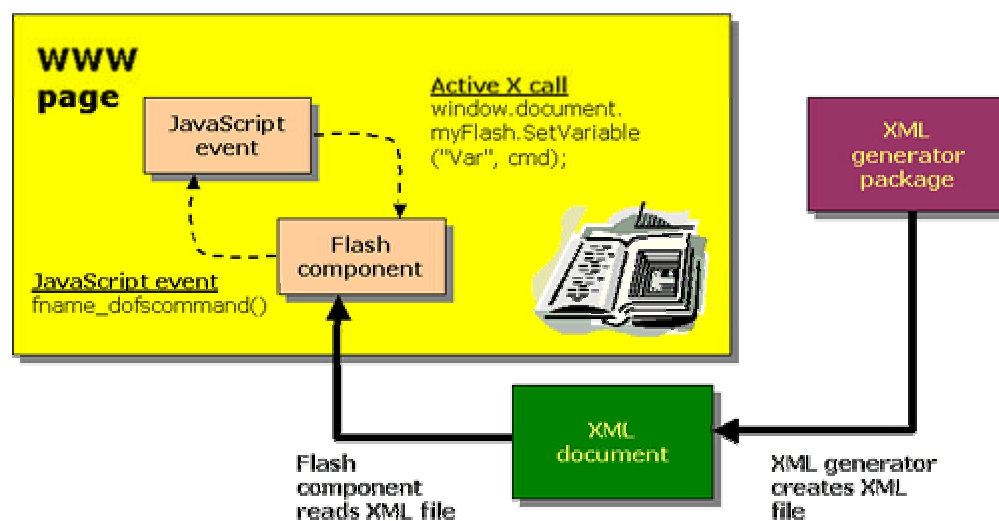 WWW
page
JavaScript
event
Active X call
window.document.
myFlash.SetVariable
("Var", cmd);
XML
generator
package
Flash
component
JavaScript event
fname_dofscommand()
XML
document
Flash
component
reads XML file
XML generator
creates XML
file